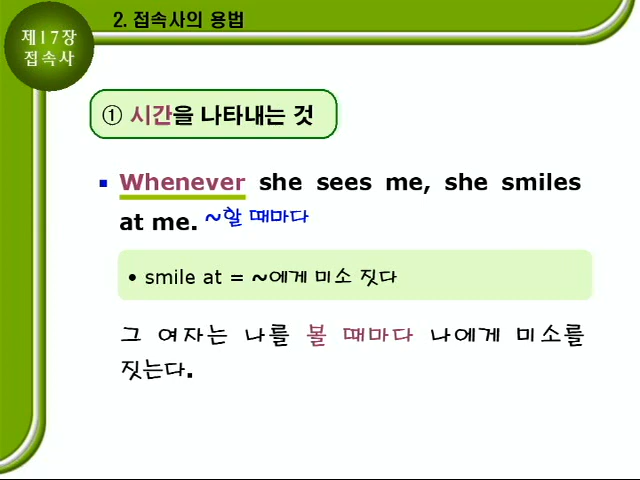 2. 접속사의 용법
제17장
접속사
① 시간을 나타내는 것
▪ Whenever she sees me, she smiles
at me. ~할 때마다
• smile at = ~에게 미소 짓다
그 여자는 나를 볼 때마다 나에게 미소를
짓는다.